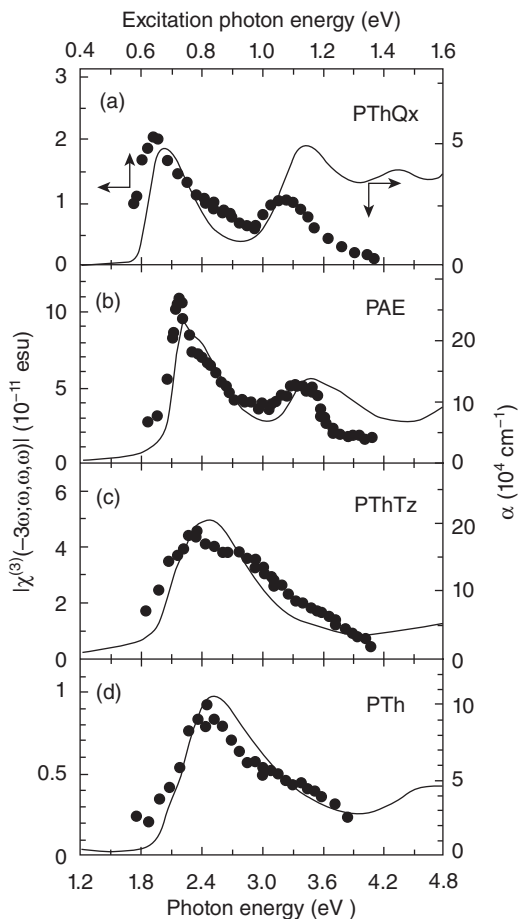 Excitation photon energy (eV)
0.4 0.6 0.8 1.0 1.2 1.4 1.6
(a)
PThQx
3
2
1
0
5
0
(b)
PAE
10
5
0
20
10
0
(c)
PThTz
6
4
2
0
20
10
0
(d)
PTh
1
0.5
0
10
5
0
|χ(3)(−3ω;ω,ω,ω)| (10−11 esu)
α (104 cm−1)
1.2 1.8 2.4 3.0 3.6 4.2 4.8
Photon energy (eV )